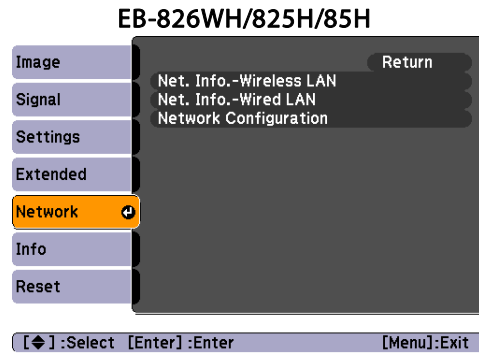 EB-826WH/825H/85H
Image
Return
Net. Info.-Wireless LAN
Signal
Net. Info.-Wired LAN
Network Configuration
Settings
Extended
Network
Info
Reset
[◆]:Select [Enter]:Enter [Menu]:Exit